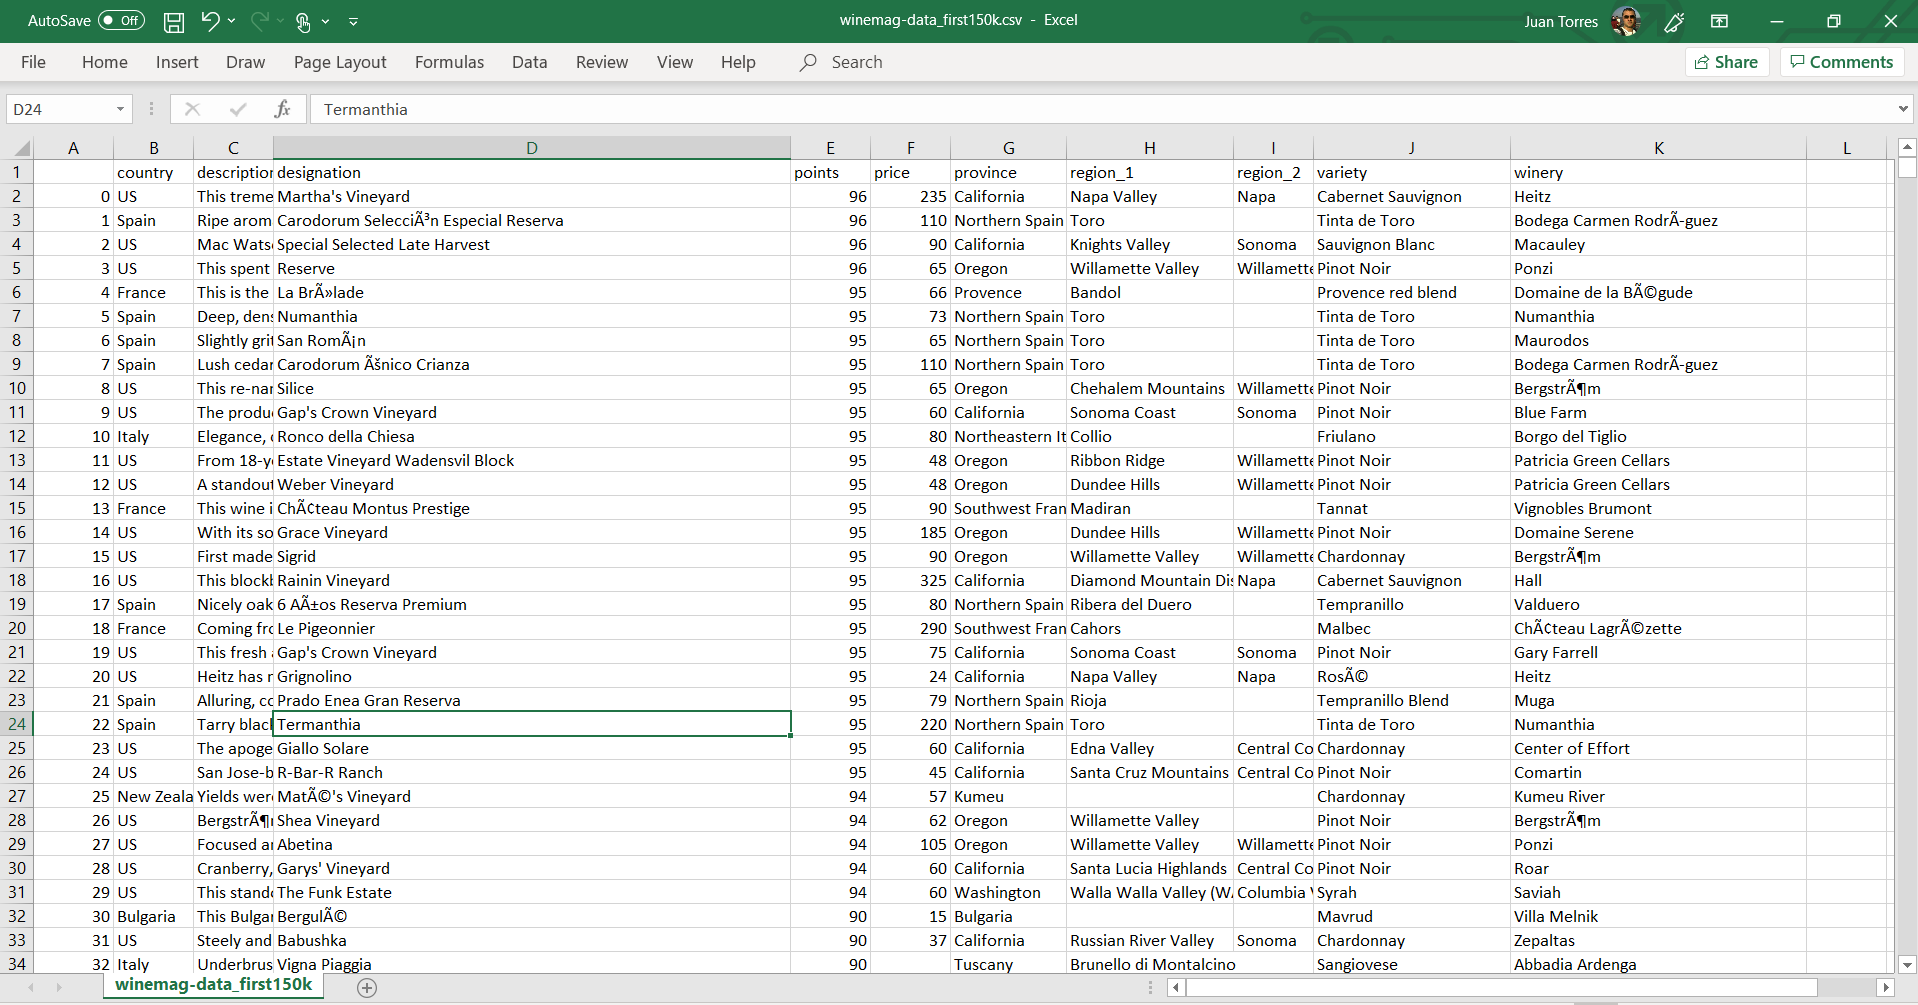 AutoSave Off winemag-data_first150k.csv - Excel Juan Torres
File Home Insert Draw Page Layout Formulas Data Review View Help Search Share Comments
D24 fx Termanthia
A B C D E F G H I J K L
1 country description designation points price province region_1 region_2 variety winery
2 0 US This treme Martha's Vineyard 96 235 California Napa Valley Napa Cabernet Sauvignon Heitz
3 1 Spain Ripe arom Carodorum SelecciÃ³n Especial Reserva 96 110 Northern Spain Toro Tinta de Toro Bodega Carmen RodrÃ-guez
4 2 US Mac Wats Special Selected Late Harvest 96 90 California Knights Valley Sonoma Sauvignon Blanc Macauley
5 3 US This spent Reserve 96 65 Oregon Willamette Valley Willamette Pinot Noir Ponzi
6 4 France This is the La BrÃ»lade 95 66 Provence Bandol Provence red blend Domaine de la BÃ©gude
7 5 Spain Deep, dens Numanthia 95 73 Northern Spain Toro Tinta de Toro Numanthia
8 6 Spain Slightly grit San RomÃ¡n 95 65 Northern Spain Toro Tinta de Toro Maurodos
9 7 Spain Lush cedar Carodorum Ãšnico Crianza 95 110 Northern Spain Toro Tinta de Toro Bodega Carmen RodrÃ-guez
10 8 US This re-nar Silice 95 65 Oregon Chehalem Mountains Willamette Pinot Noir BergstrÃ¶m
11 9 US The produ Gap's Crown Vineyard 95 60 California Sonoma Coast Sonoma Pinot Noir Blue Farm
12 10 Italy Elegance, Ronco della Chiesa 95 80 Northeastern It Collio Friulano Borgo del Tiglio
13 11 US From 18-y Estate Vineyard Wadensvil Block 95 48 Oregon Ribbon Ridge Willamette Pinot Noir Patricia Green Cellars
14 12 US A standout Weber Vineyard 95 48 Oregon Dundee Hills Willamette Pinot Noir Patricia Green Cellars
15 13 France This wine i ChÃ¢teau Montus Prestige 95 90 Southwest Fran Madiran Tannat Vignobles Brumont
16 14 US With its so Grace Vineyard 95 185 Oregon Dundee Hills Willamette Pinot Noir Domaine Serene
17 15 US First made Sigrid 95 90 Oregon Willamette Valley Willamette Chardonnay BergstrÃ¶m
18 16 US This blockb Rainin Vineyard 95 325 California Diamond Mountain Dis Napa Cabernet Sauvignon Hall
19 17 Spain Nicely oak 6 AÃ±os Reserva Premium 95 80 Northern Spain Ribera del Duero Tempranillo Valduero
20 18 France Coming fro Le Pigeonnier 95 290 Southwest Fran Cahors Malbec ChÃ¢teau LagrÃ©zette
21 19 US This fresh Gap's Crown Vineyard 95 75 California Sonoma Coast Sonoma Pinot Noir Gary Farrell
22 20 US Heitz has r Grignolino 95 24 California Napa Valley Napa RosÃ© Heitz
23 21 Spain Alluring, co Prado Enea Gran Reserva 95 79 Northern Spain Rioja Tempranillo Blend Muga
24 22 Spain Tarry blacl Termanthia 95 220 Northern Spain Toro Tinta de Toro Numanthia
25 23 US The apoge Giallo Solare 95 60 California Edna Valley Central Co Chardonnay Center of Effort
26 24 US San Jose-b R-Bar-R Ranch 95 45 California Santa Cruz Mountains Central Co Pinot Noir Comartin
27 25 New Zeala Yields were MatÃ©'s Vineyard 94 57 Kumeu Chardonnay Kumeu River
28 26 US BergstrÃ¶r Shea Vineyard 94 62 Oregon Willamette Valley Pinot Noir BergstrÃ¶m
29 27 US Focused ar Abetina 94 105 Oregon Willamette Valley Willamette Pinot Noir Ponzi
30 28 US Cranberry, Garys' Vineyard 94 60 California Santa Lucia Highlands Central Co Pinot Noir Roar
31 29 US This stand The Funk Estate 94 60 Washington Walla Walla Valley (WA Columbia Syrah Saviah
32 30 Bulgaria This Bulgar BergulÃ© 90 15 Bulgaria Mavrud Villa Melnik
33 31 US Steely and Babushka 90 37 California Russian River Valley Sonoma Chardonnay Zepaltas
34 32 Italy Underbrus Vigna Piaggia 90 Tuscany Brunello di Montalcino Sangiovese Abbadia Ardenga
winemag-data_first150k